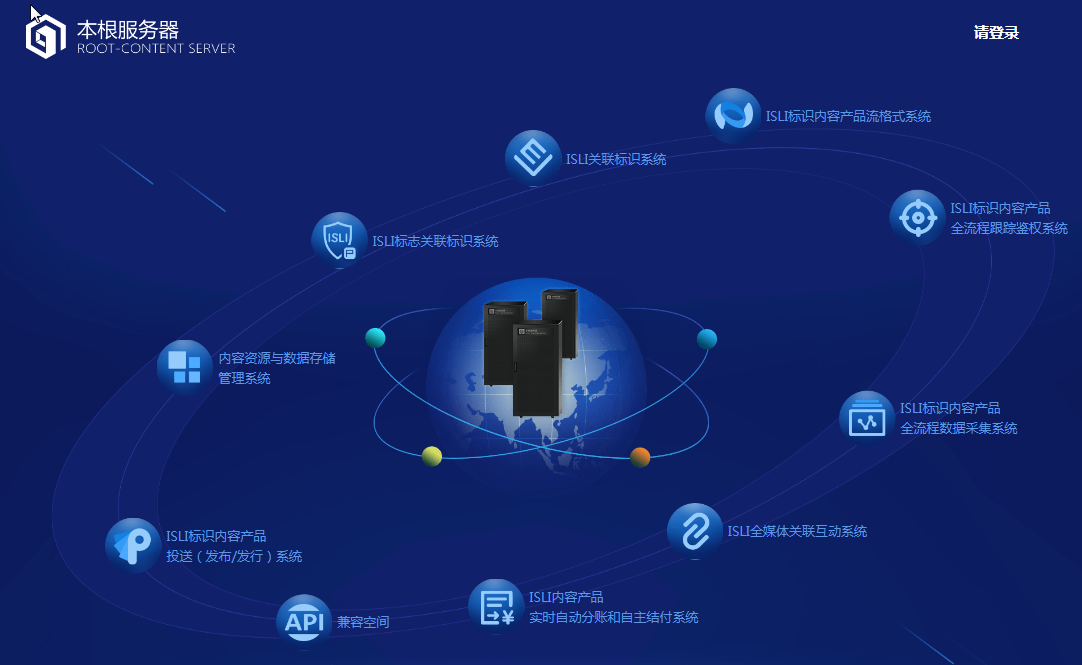 本根服务器
ROOT-CONTENT SERVER
请登录
ISLI标识内容产品流格式系统
ISLI关联标识系统
ISLI标识内容产品
全流程跟踪鉴权系统
ISLI
ISLI标志关联标识系统
内容资源与数据存储
管理系统
ISLI标识内容产品
全流程数据采集系统
ISLI标识内容产品
投送（发布/发行）系统
ISLI全媒体关联互动系统
ISLI内容产品
实时自动分账和自主结付系统
API
兼容空间